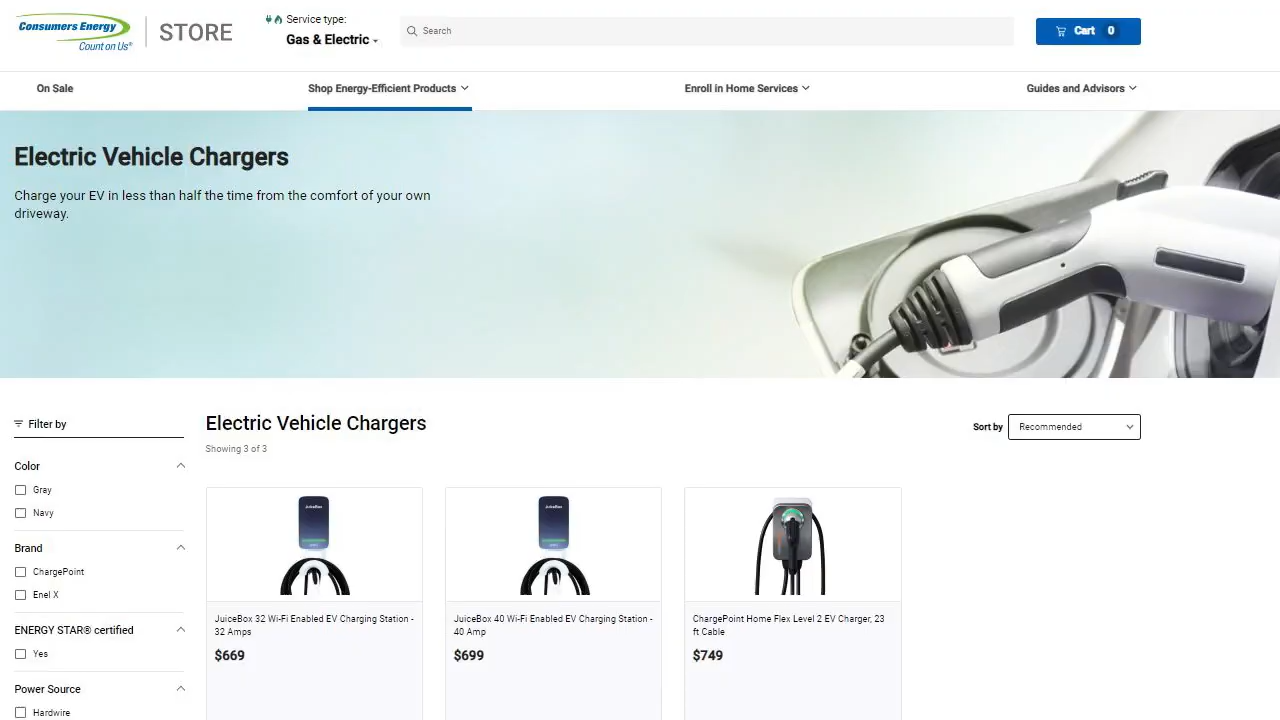 Consumers Energy
Count on Us®
STORE
Service type:
Gas & Electric
Search
Cart 0
On Sale
Shop Energy-Efficient Products
Enroll in Home Services
Guides and Advisors
Electric Vehicle Chargers
Charge your EV in less than half the time from the comfort of your own
driveway.
Filter by
Color
Gray
Navy
Brand
ChargePoint
Enel X
ENERGY STAR® certified
Yes
Power Source
Hardwire
Electric Vehicle Chargers
Showing 3 of 3
Sort by
Recommended
JuiceBox
JuiceBox 32 Wi-Fi Enabled EV Charging Station -
32 Amps
$669
JuiceBox
JuiceBox 40 Wi-Fi Enabled EV Charging Station -
40 Amp
$699
ChargePoint Home Flex Level 2 EV Charger, 23
ft Cable
$749